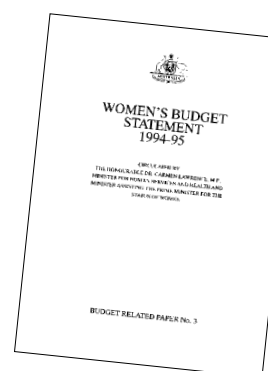 AUSTRALIA
WOMEN'S BUDGET
STATEMENT
1994-95
CIRCULATED BY
THE HONOURABLE DR. CARMEN LAWRENCE, M.P.
MINISTER FOR HUMAN SERVICES AND HEALTH AND
MINISTER ASSISTING THE PRIME MINISTER FOR THE
STATUS OF WOMEN
BUDGET RELATED PAPER No. 3